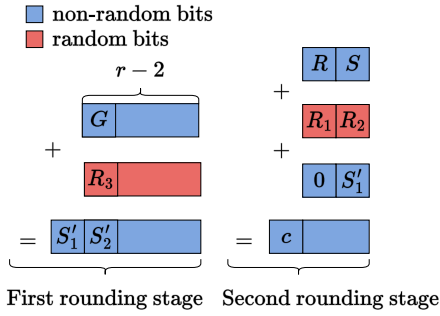 non-random bits
random bits
r − 2
G
+
R₃
= S′₁ S′₂
First rounding stage
R S
+
R₁ R₂
+
0 S′₁
= c
Second rounding stage